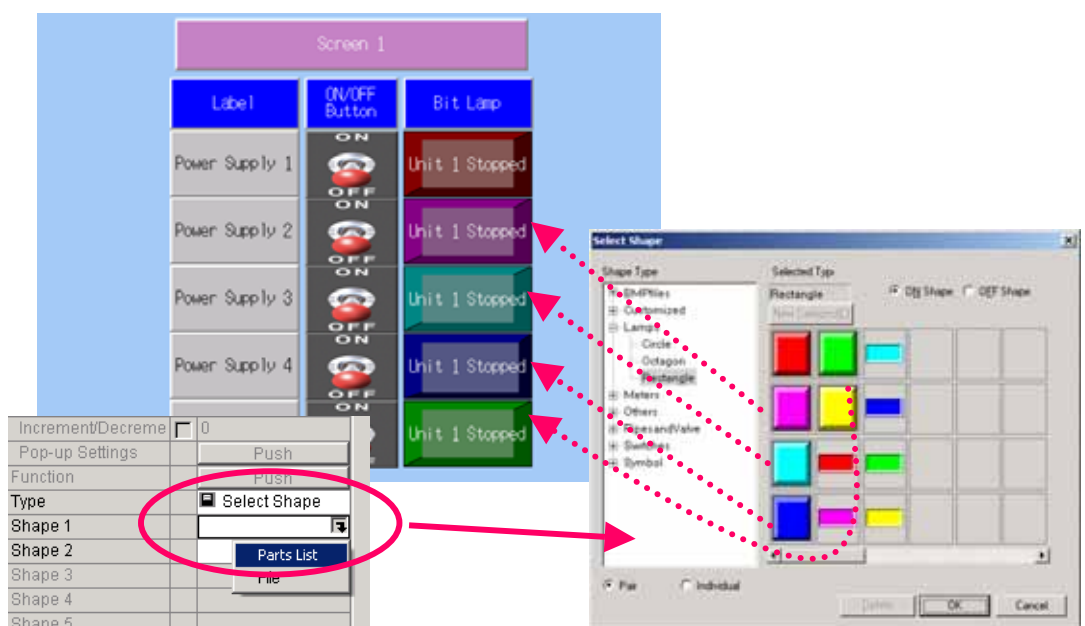 Screen 1
Label
ON/OFF
Button
Bit Lamp
Power Supply 1
ON
OFF
Unit 1 Stopped
Power Supply 2
ON
OFF
Unit 1 Stopped
Power Supply 3
ON
OFF
Unit 1 Stopped
Power Supply 4
ON
OFF
Unit 1 Stopped
ON
Unit 1 Stopped
Increment/Decreme 0
Pop-up Settings Push
Function Push
Type Select Shape
Shape 1
Shape 2
Parts List
File
Shape 3
Shape 4
Shape 5
Select Shape
Shape Type
BMPfiles
Customized
Lamps
Circle
Octagon
Rectangle
Meters
Others
PipesandValve
Switches
Symbol
Selected Typ
Rectangle
ON Shape OFF Shape
Pair Individual
Delete OK Cancel